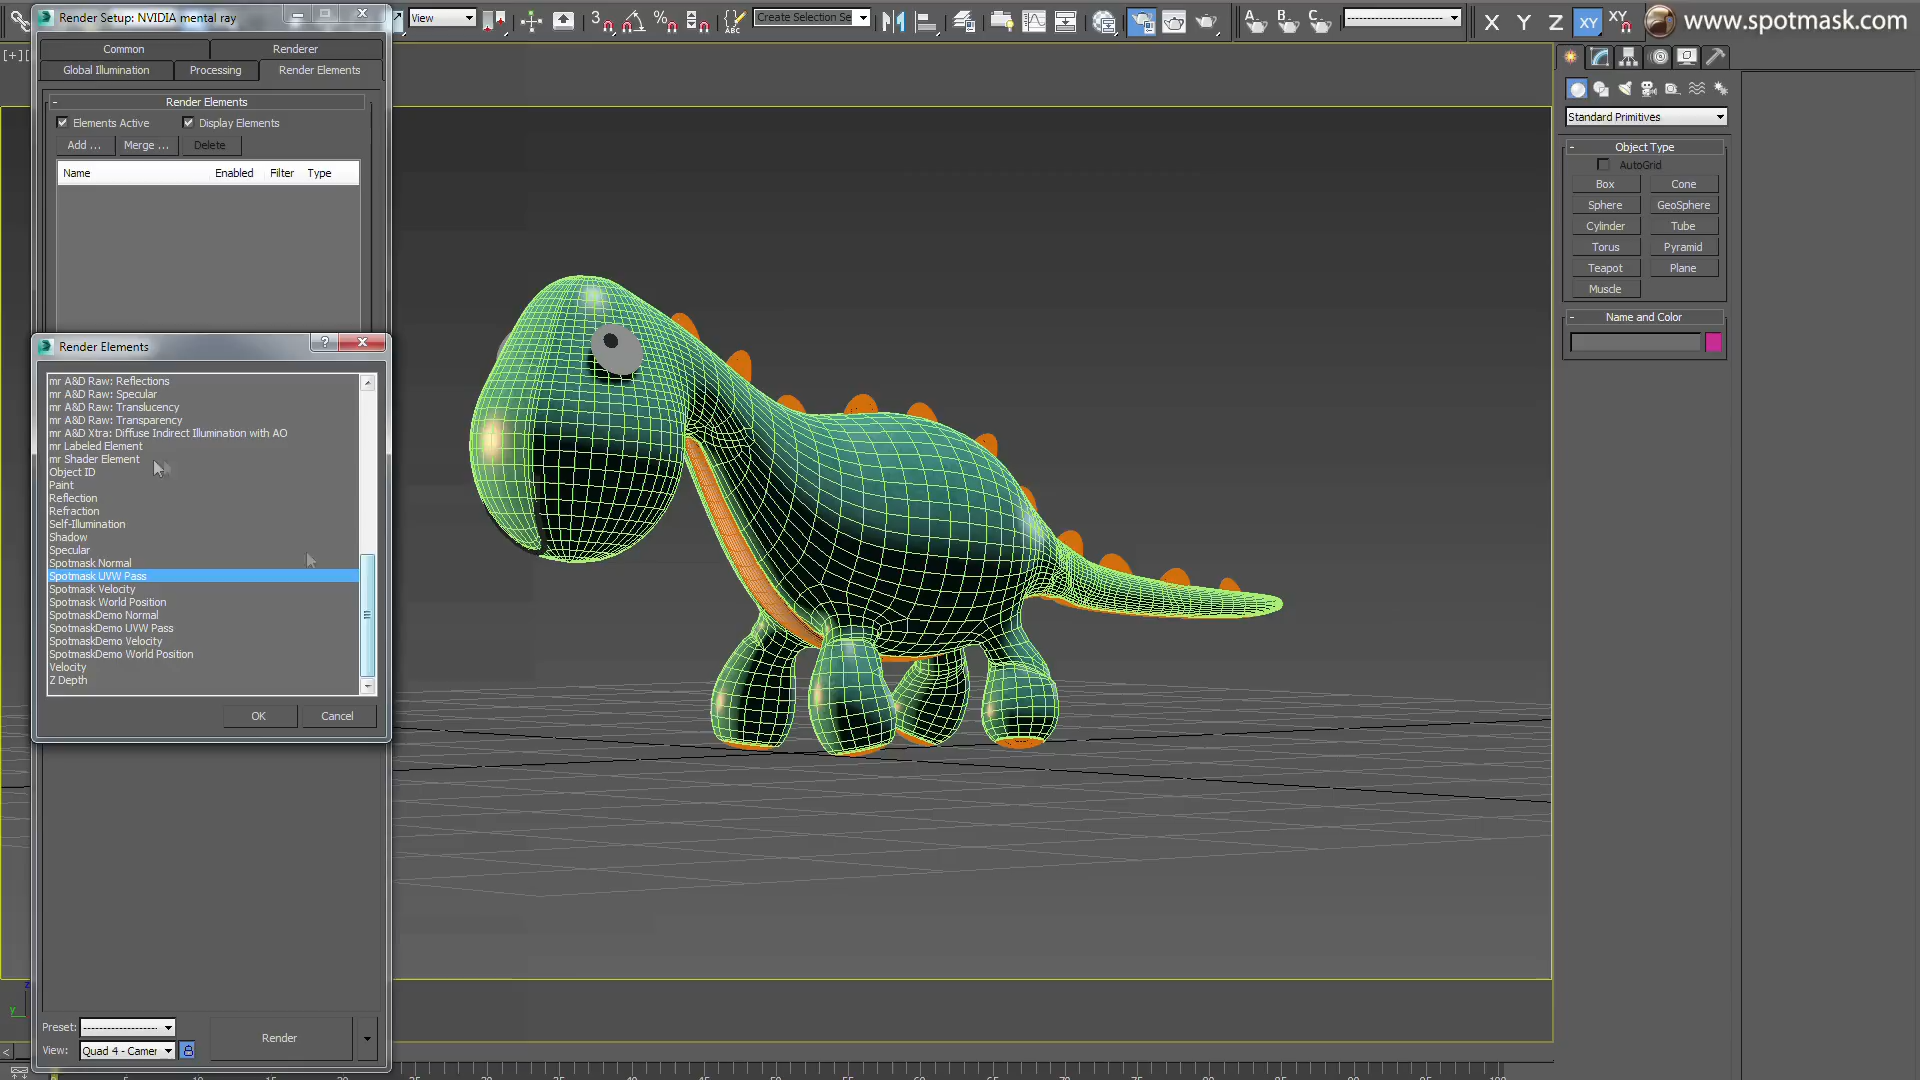 Render Setup: NVIDIA mental ray
View
3
%
ABC
Create Selection Se
A
B
C
X
Y
Z
XY
XY
www.spotmask.com
[+][
Common
Renderer
Global Illumination
Processing
Render Elements
- Render Elements
Elements Active
Display Elements
Add ...
Merge ...
Delete
Name
Enabled
Filter
Type
Render Elements
?
mr A&D Raw: Reflections
mr A&D Raw: Specular
mr A&D Raw: Translucency
mr A&D Raw: Transparency
mr A&D Xtra: Diffuse Indirect Illumination with AO
mr Labeled Element
mr Shader Element
Object ID
Paint
Reflection
Refraction
Self-Illumination
Shadow
Specular
Spotmask Normal
Spotmask UVW Pass
Spotmask Velocity
Spotmask World Position
SpotmaskDemo Normal
SpotmaskDemo UVW Pass
SpotmaskDemo Velocity
SpotmaskDemo World Position
Velocity
Z Depth
OK
Cancel
Preset:
View:
Quad 4 - Camer
Render
Standard Primitives
- Object Type
AutoGrid
Box
Cone
Sphere
GeoSphere
Cylinder
Tube
Torus
Pyramid
Teapot
Plane
Muscle
- Name and Color
z
y